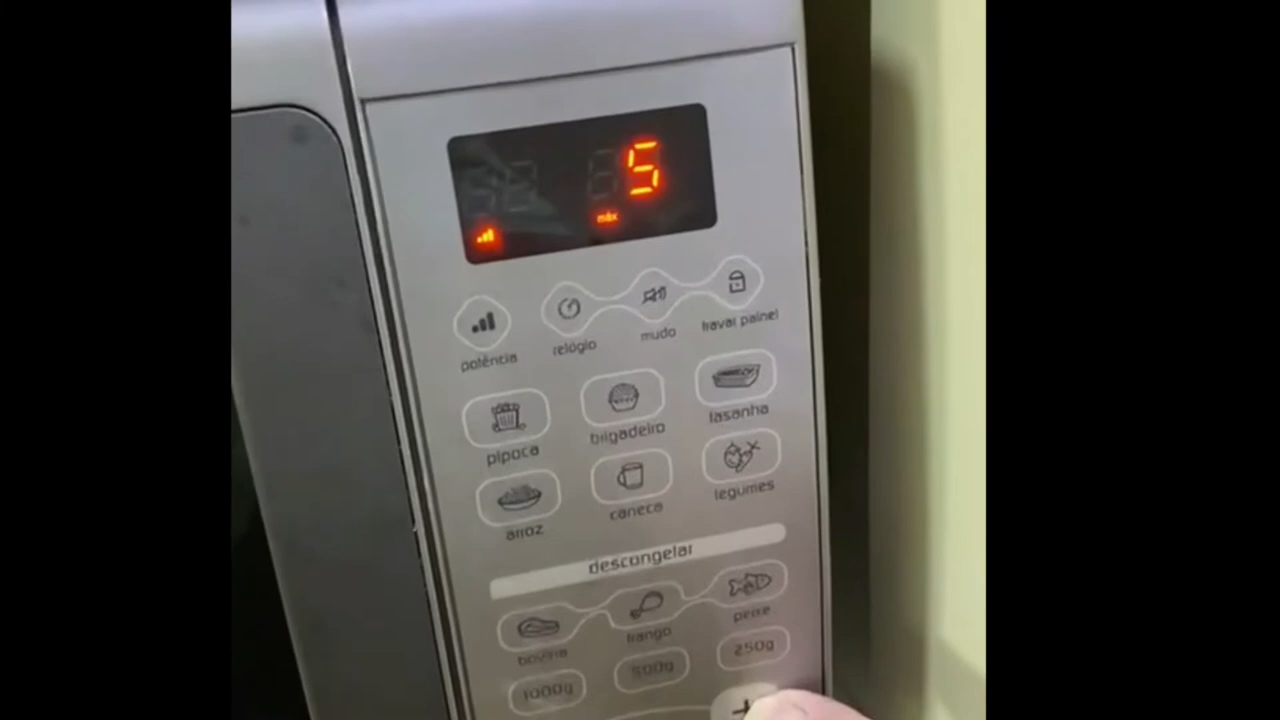 5
máx
potência relógio mudo travar painel
pipoca brigadeiro lasanha
arroz caneca legumes
descongelar
bovina frango peixe
1000g 500g 250g
+